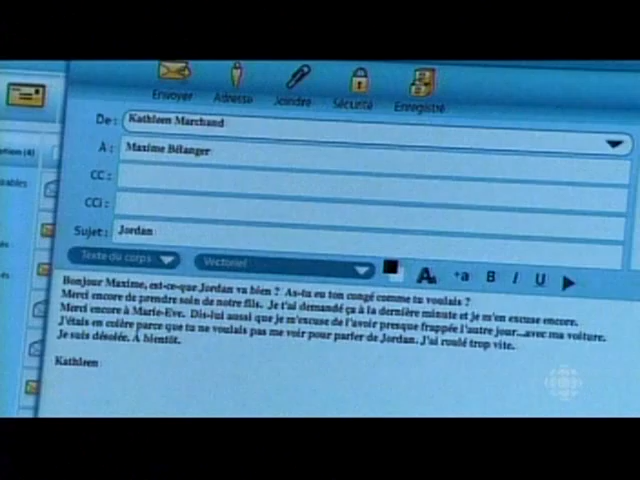 Envoyer Adresse Joindre Sécurité Enregistré
De: Kathleen Marchand
À: Maxime Bélanger
CC:
CCi:
Sujet: Jordan
Texte du corps Vectoriel A +a B I U
Bonjour Maxime, est-ce-que Jordan va bien ? As-tu eu ton congé comme tu voulais ?
Merci encore de prendre soin de notre fils. Je t'ai demandé ça à la dernière minute et je m'en excuse encore.
Merci encore à Marie-Eve. Dis-lui aussi que je m'excuse de l'avoir presque frappée l'autre jour...avec ma voiture.
J'étais en colère parce que tu ne voulais pas me voir pour parler de Jordan. J'ai roulé trop vite.
Je suis désolée. À bientôt.
Kathleen